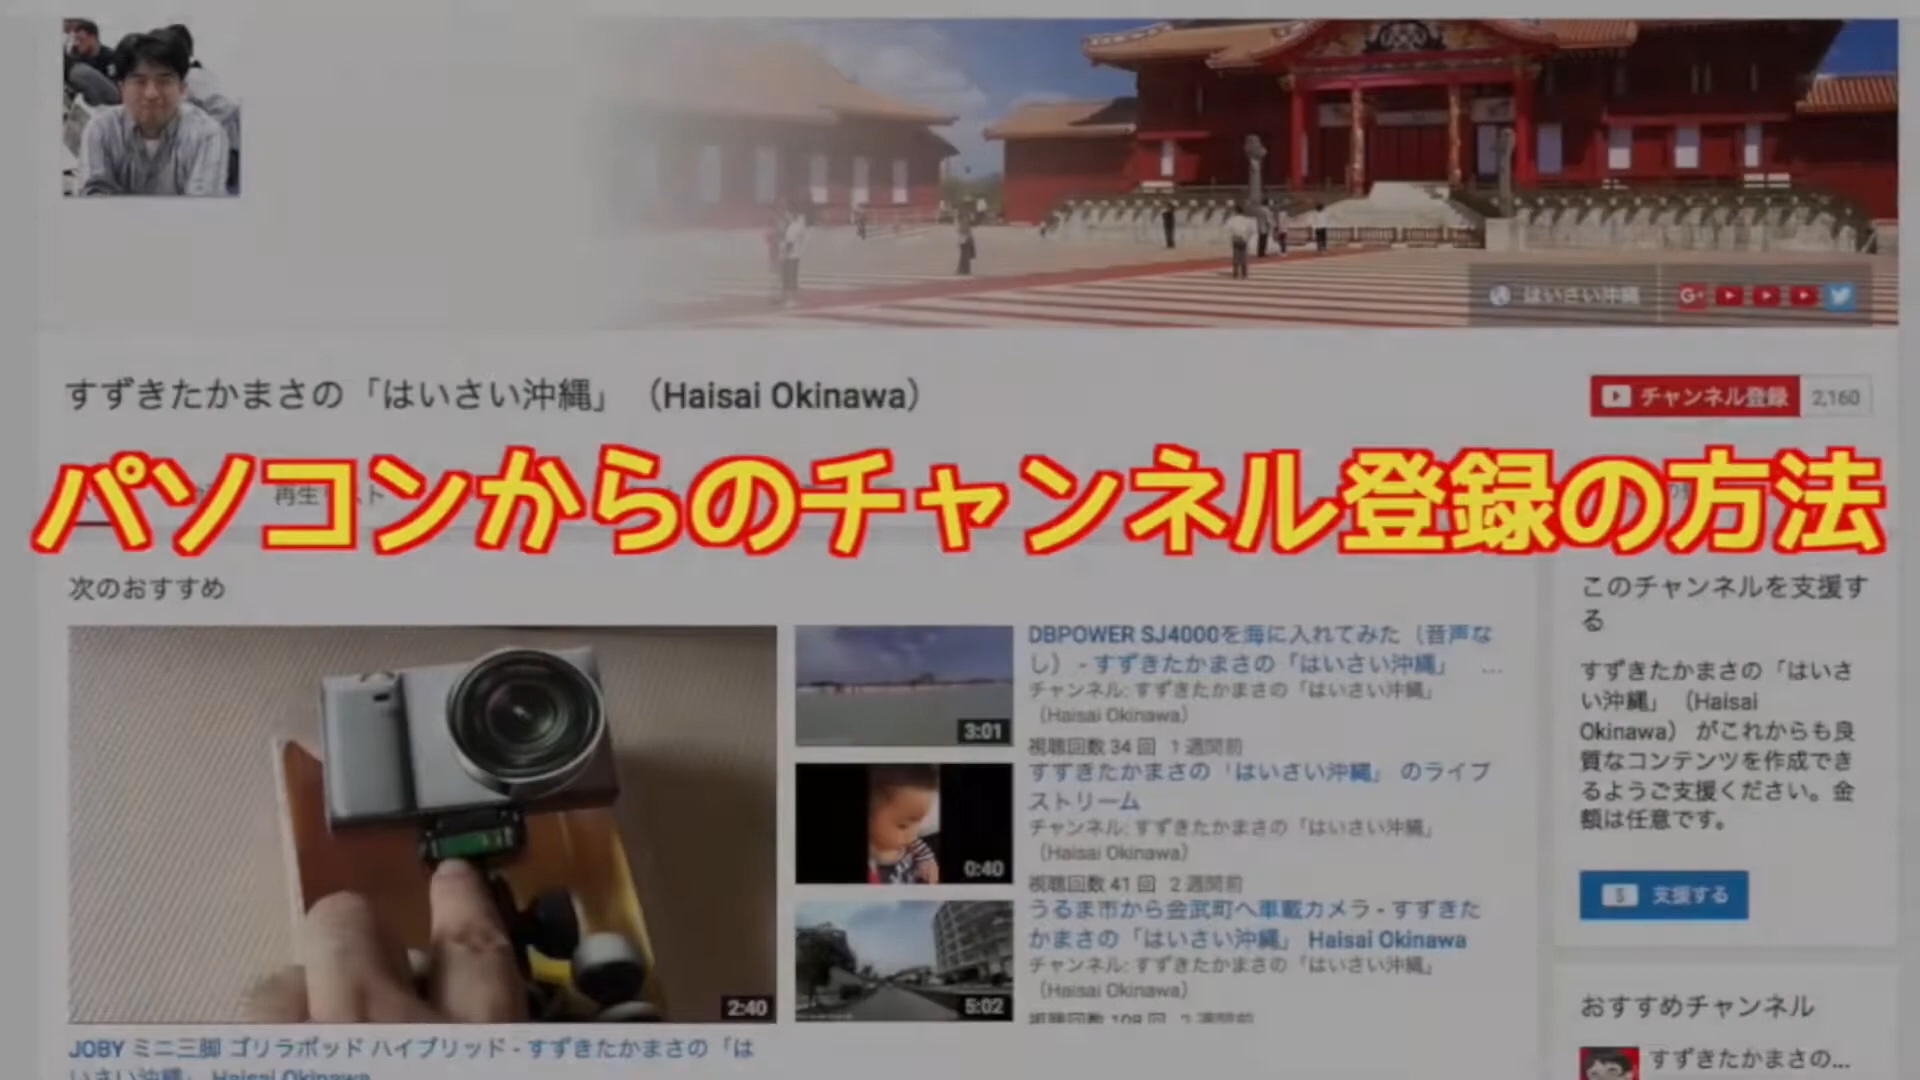 はいさい沖縄
G+
すずきたかまさの「はいさい沖縄」（Haisai Okinawa）
チャンネル登録 2,160
パソコンからのチャンネル登録の方法
次のおすすめ
2:40
JOBY ミニ三脚 ゴリラポッド ハイブリッド - すずきたかまさの「は
いさい沖縄」 Haisai Okinawa
3:01
DBPOWER SJ4000を海に入れてみた（音声な
し） - すずきたかまさの「はいさい沖縄」 ...
チャンネル: すずきたかまさの「はいさい沖縄」
（Haisai Okinawa）
視聴回数 34 回 1 週間前
0:40
すずきたかまさの「はいさい沖縄」 のライブ
ストリーム
チャンネル: すずきたかまさの「はいさい沖縄」
（Haisai Okinawa）
視聴回数 41 回 2 週間前
5:02
うるま市から金武町へ車載カメラ - すずきた
かまさの「はいさい沖縄」 Haisai Okinawa
チャンネル: すずきたかまさの「はいさい沖縄」
（Haisai Okinawa）
視聴回数 108 回 2 週間前
このチャンネルを支援す
る
すずきたかまさの「はいさ
い沖縄」（Haisai
Okinawa） がこれからも良
質なコンテンツを作成でき
るようご支援ください。金
額は任意です。
支援する
おすすめチャンネル
すずきたかまさの...